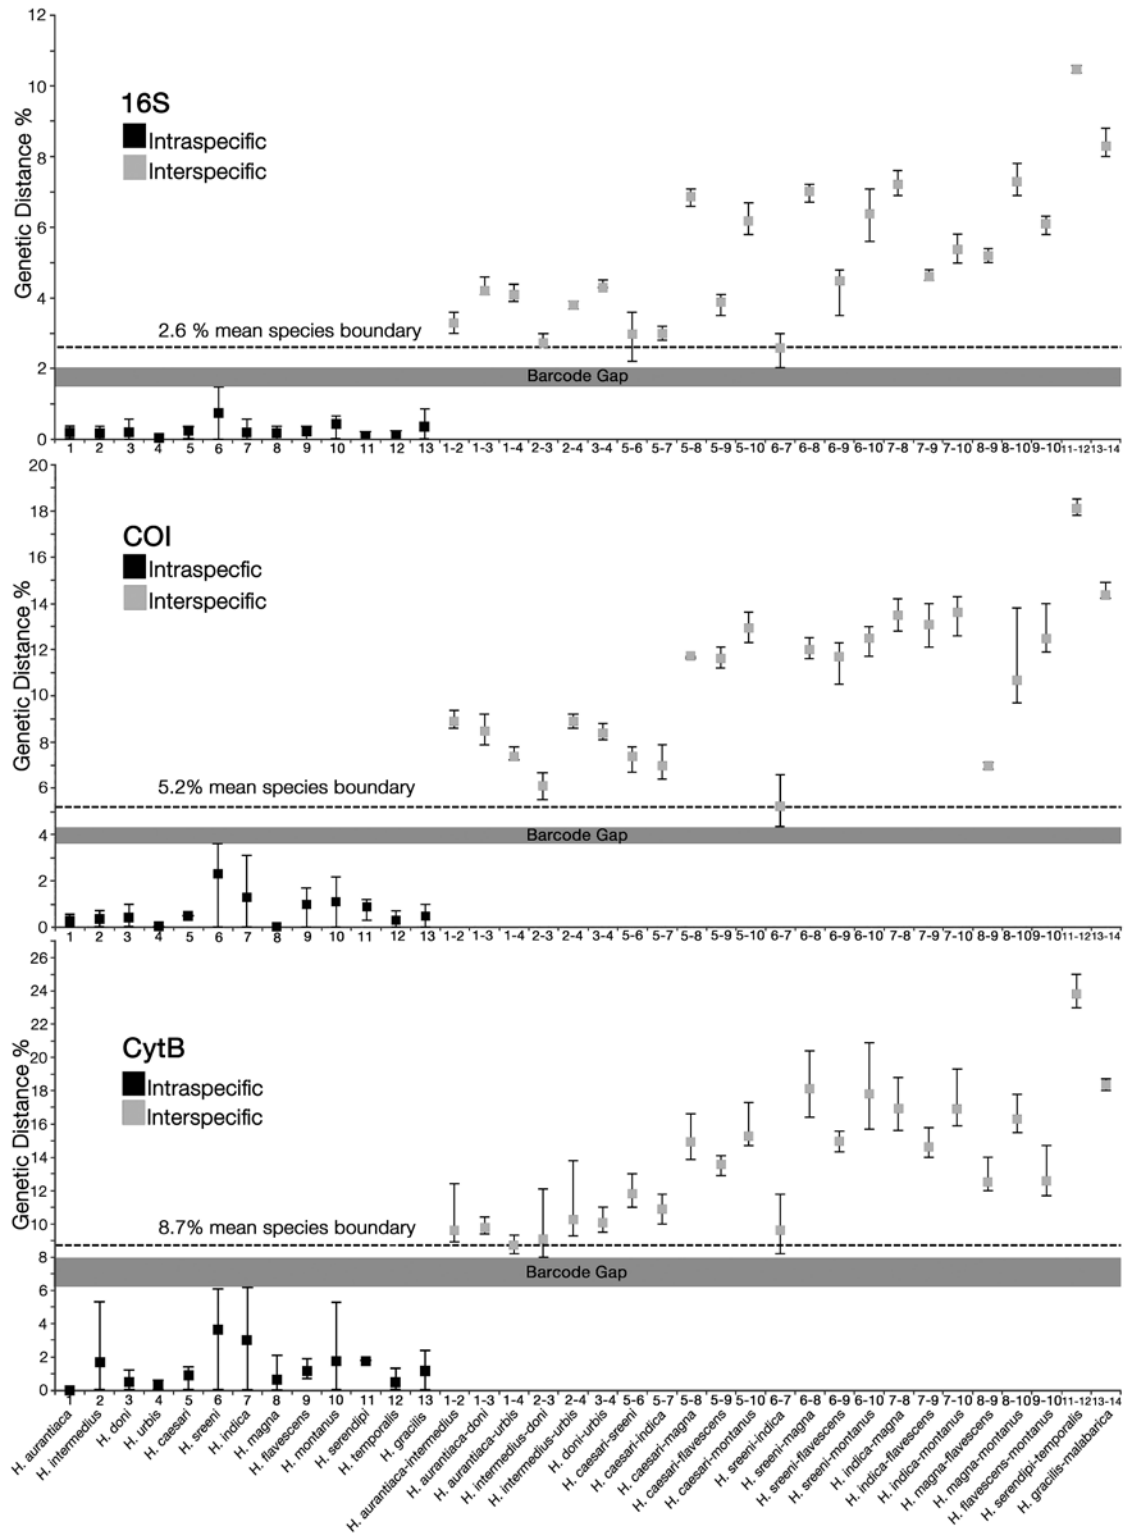 12
10
8
6
4
2
0
Genetic Distance %
16S
Intraspecific
Interspecific
2.6 % mean species boundary
Barcode Gap
1 2 3 4 5 6 7 8 9 10 11 12 13 1-2 1-3 1-4 2-3 2-4 3-4 5-6 5-7 5-8 5-9 5-10 6-7 6-8 6-9 6-10 7-8 7-9 7-10 8-9 8-10 9-10 11-12 13-14
20
18
16
14
12
10
8
6
4
2
0
Genetic Distance %
COI
Intraspecfic
Interspecific
5.2% mean species boundary
Barcode Gap
1 2 3 4 5 6 7 8 9 10 11 12 13 1-2 1-3 1-4 2-3 2-4 3-4 5-6 5-7 5-8 5-9 5-10 6-7 6-8 6-9 6-10 7-8 7-9 7-10 8-9 8-10 9-10 11-12 13-14
26
24
22
20
18
16
14
12
10
8
6
4
2
0
Genetic Distance %
CytB
Intraspecific
Interspecific
8.7% mean species boundary
Barcode Gap
1 2 3 4 5 6 7 8 9 10 11 12 13 1-2 1-3 1-4 2-3 2-4 3-4 5-6 5-7 5-8 5-9 5-10 6-7 6-8 6-9 6-10 7-8 7-9 7-10 8-9 8-10 9-10 11-12 13-14
H. aurantiaca
H. intermedius
H. doni
H. urbis
H. caesari
H. sreeni
H. indica
H. magna
H. flavescens
H. montanus
H. serendipi
H. temporalis
H. gracilis
H. aurantiaca-intermedius
H. aurantiaca-doni
H. aurantiaca-urbis
H. intermedius-doni
H. intermedius-urbis
H. doni-urbis
H. caesari-sreeni
H. caesari-indica
H. caesari-magna
H. caesari-flavescens
H. caesari-montanus
H. sreeni-indica
H. sreeni-magna
H. sreeni-flavescens
H. sreeni-montanus
H. indica-magna
H. indica-flavescens
H. indica-montanus
H. magna-flavescens
H. magna-montanus
H. flavescens-montanus
H. serendipi-temporalis
H. gracilis-malabarica